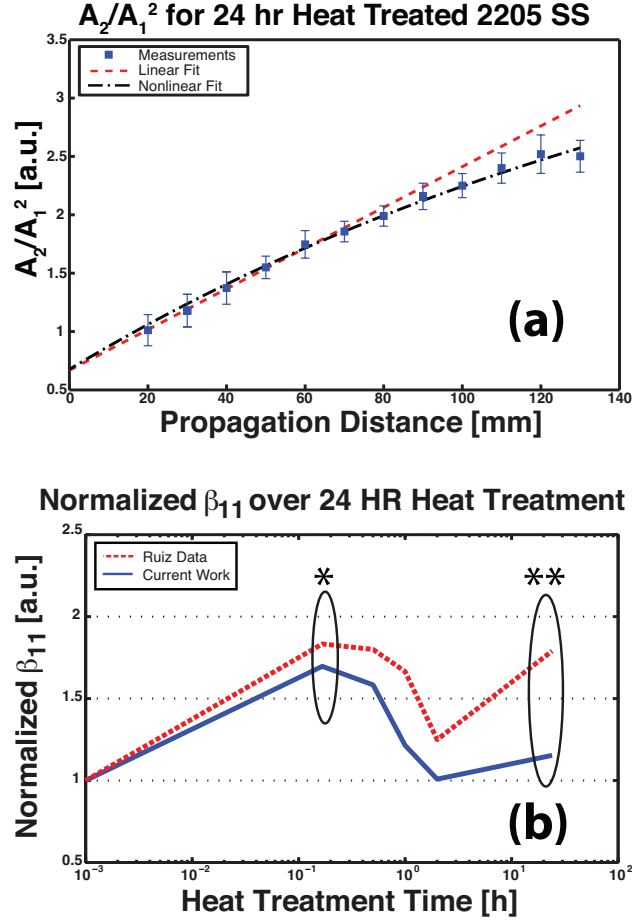 A₂/A₁² for 24 hr Heat Treated 2205 SS
Measurements
Linear Fit
Nonlinear Fit
3.5
3
2.5
2
1.5
1
0.5
A₂/A₁² [a.u.]
(a)
0 20 40 60 80 100 120 140
Propagation Distance [mm]
Normalized β₁₁ over 24 HR Heat Treatment
Ruiz Data
Current Work
2.5
2
1.5
1
0.5
Normalized β₁₁ [a.u.]
*
**
(b)
10⁻³ 10⁻² 10⁻¹ 10⁰ 10¹ 10²
Heat Treatment Time [h]